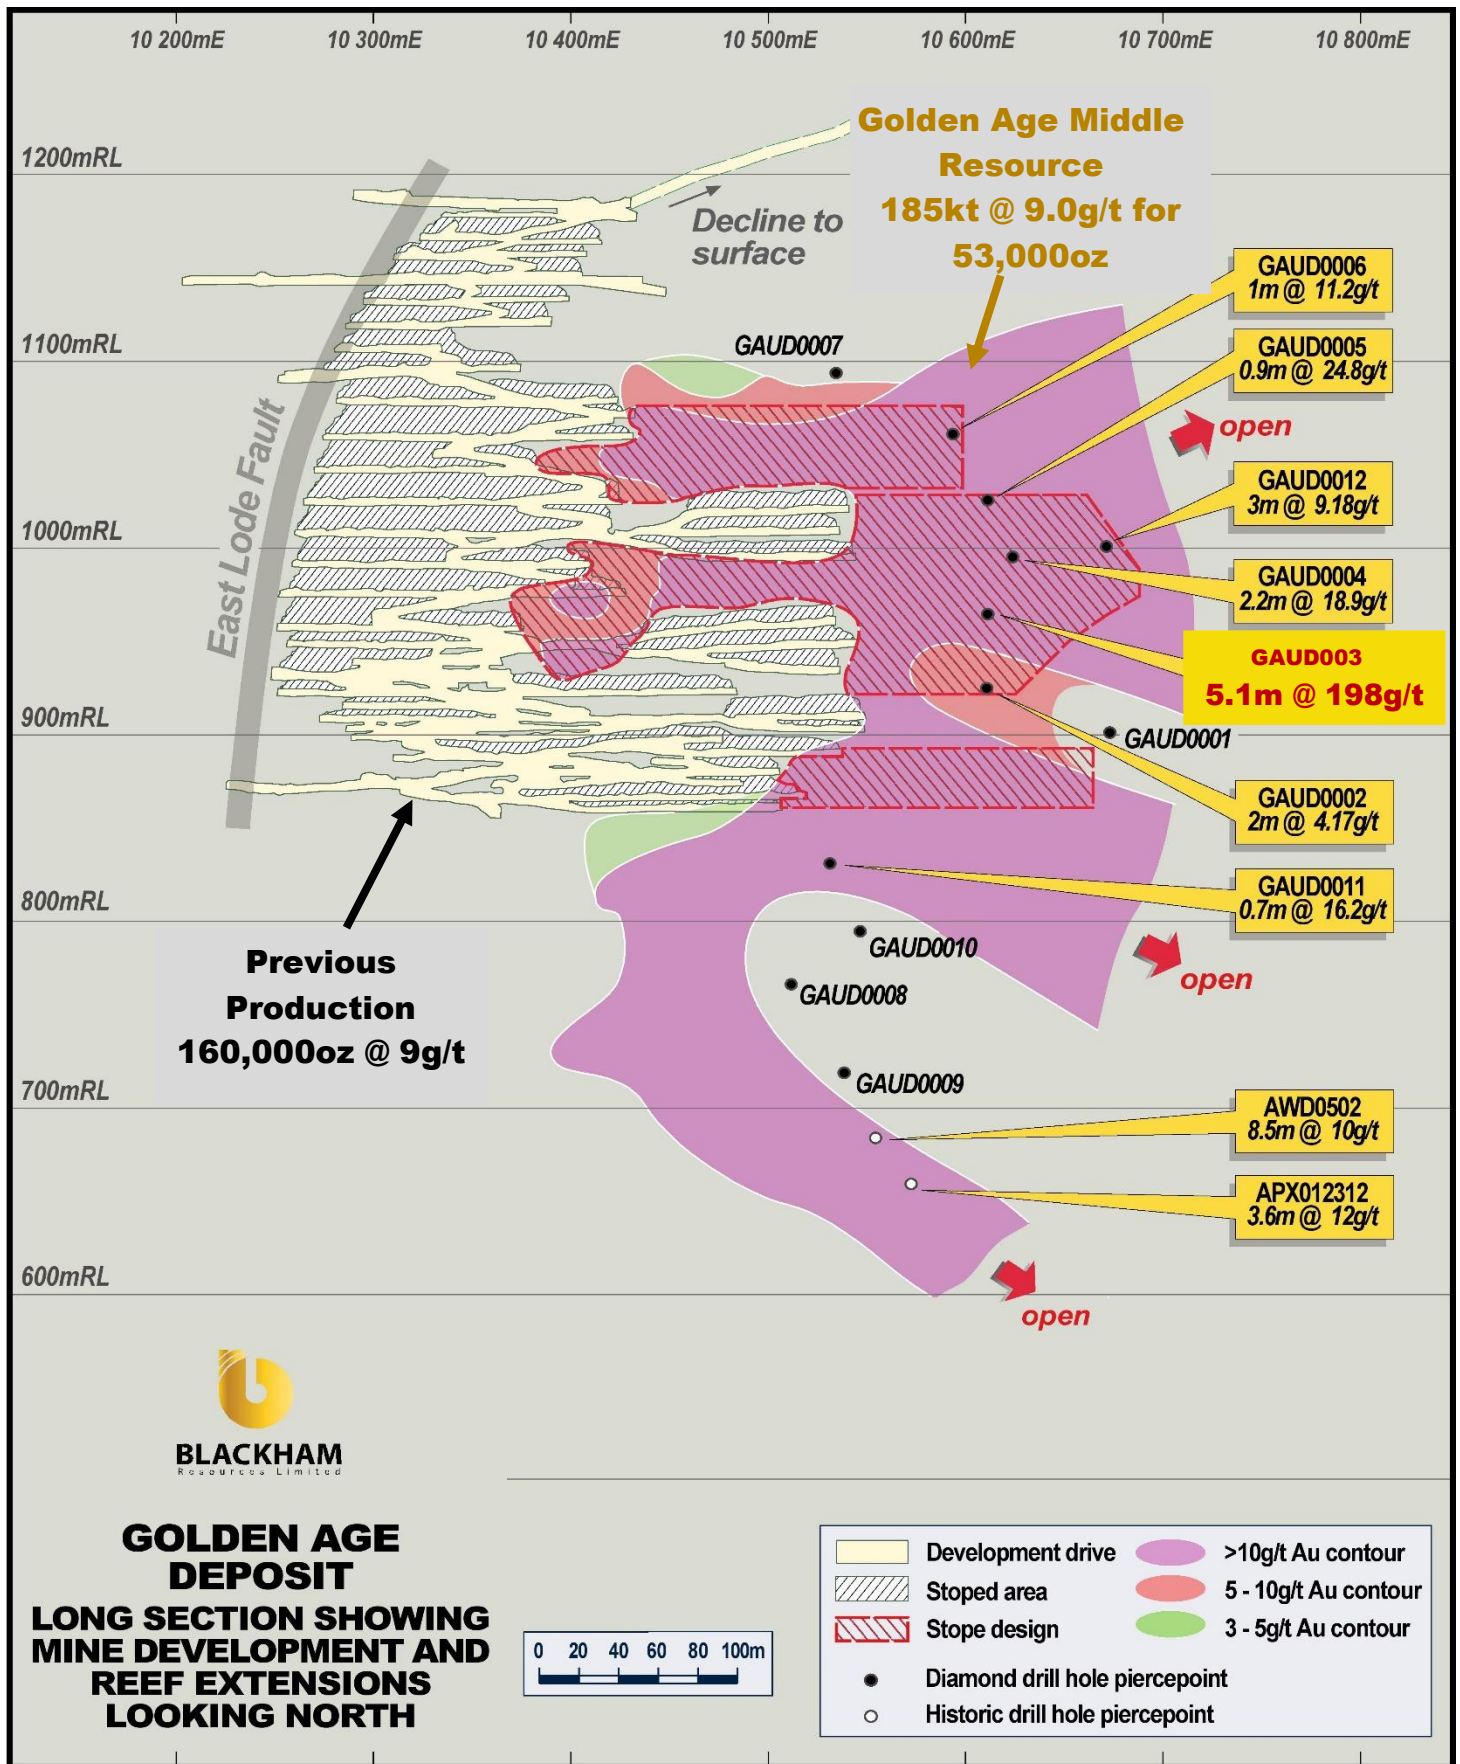 10 200mE
10 300mE
10 400mE
10 500mE
10 600mE
10 700mE
10 800mE
Golden Age Middle
Resource
185kt @ 9.0g/t for
53,000oz
1200mRL
Decline to
surface
GAUD0006
1m @ 11.2g/t
1100mRL
GAUD0007
GAUD0005
0.9m @ 24.8g/t
open
East Lode Fault
GAUD0012
3m @ 9.18g/t
1000mRL
GAUD0004
2.2m @ 18.9g/t
GAUD003
5.1m @ 198g/t
900mRL
GAUD0001
GAUD0002
2m @ 4.17g/t
GAUD0011
0.7m @ 16.2g/t
800mRL
GAUD0010
Previous
Production
160,000oz @ 9g/t
GAUD0008
open
700mRL
GAUD0009
AWD0502
8.5m @ 10g/t
APX012312
3.6m @ 12g/t
600mRL
open
BLACKHAM
Resources Limited
GOLDEN AGE
DEPOSIT
LONG SECTION SHOWING
MINE DEVELOPMENT AND
REEF EXTENSIONS
LOOKING NORTH
0 20 40 60 80 100m
Development drive
Stoped area
Stope design
>10g/t Au contour
5 - 10g/t Au contour
3 - 5g/t Au contour
Diamond drill hole piercepoint
Historic drill hole piercepoint